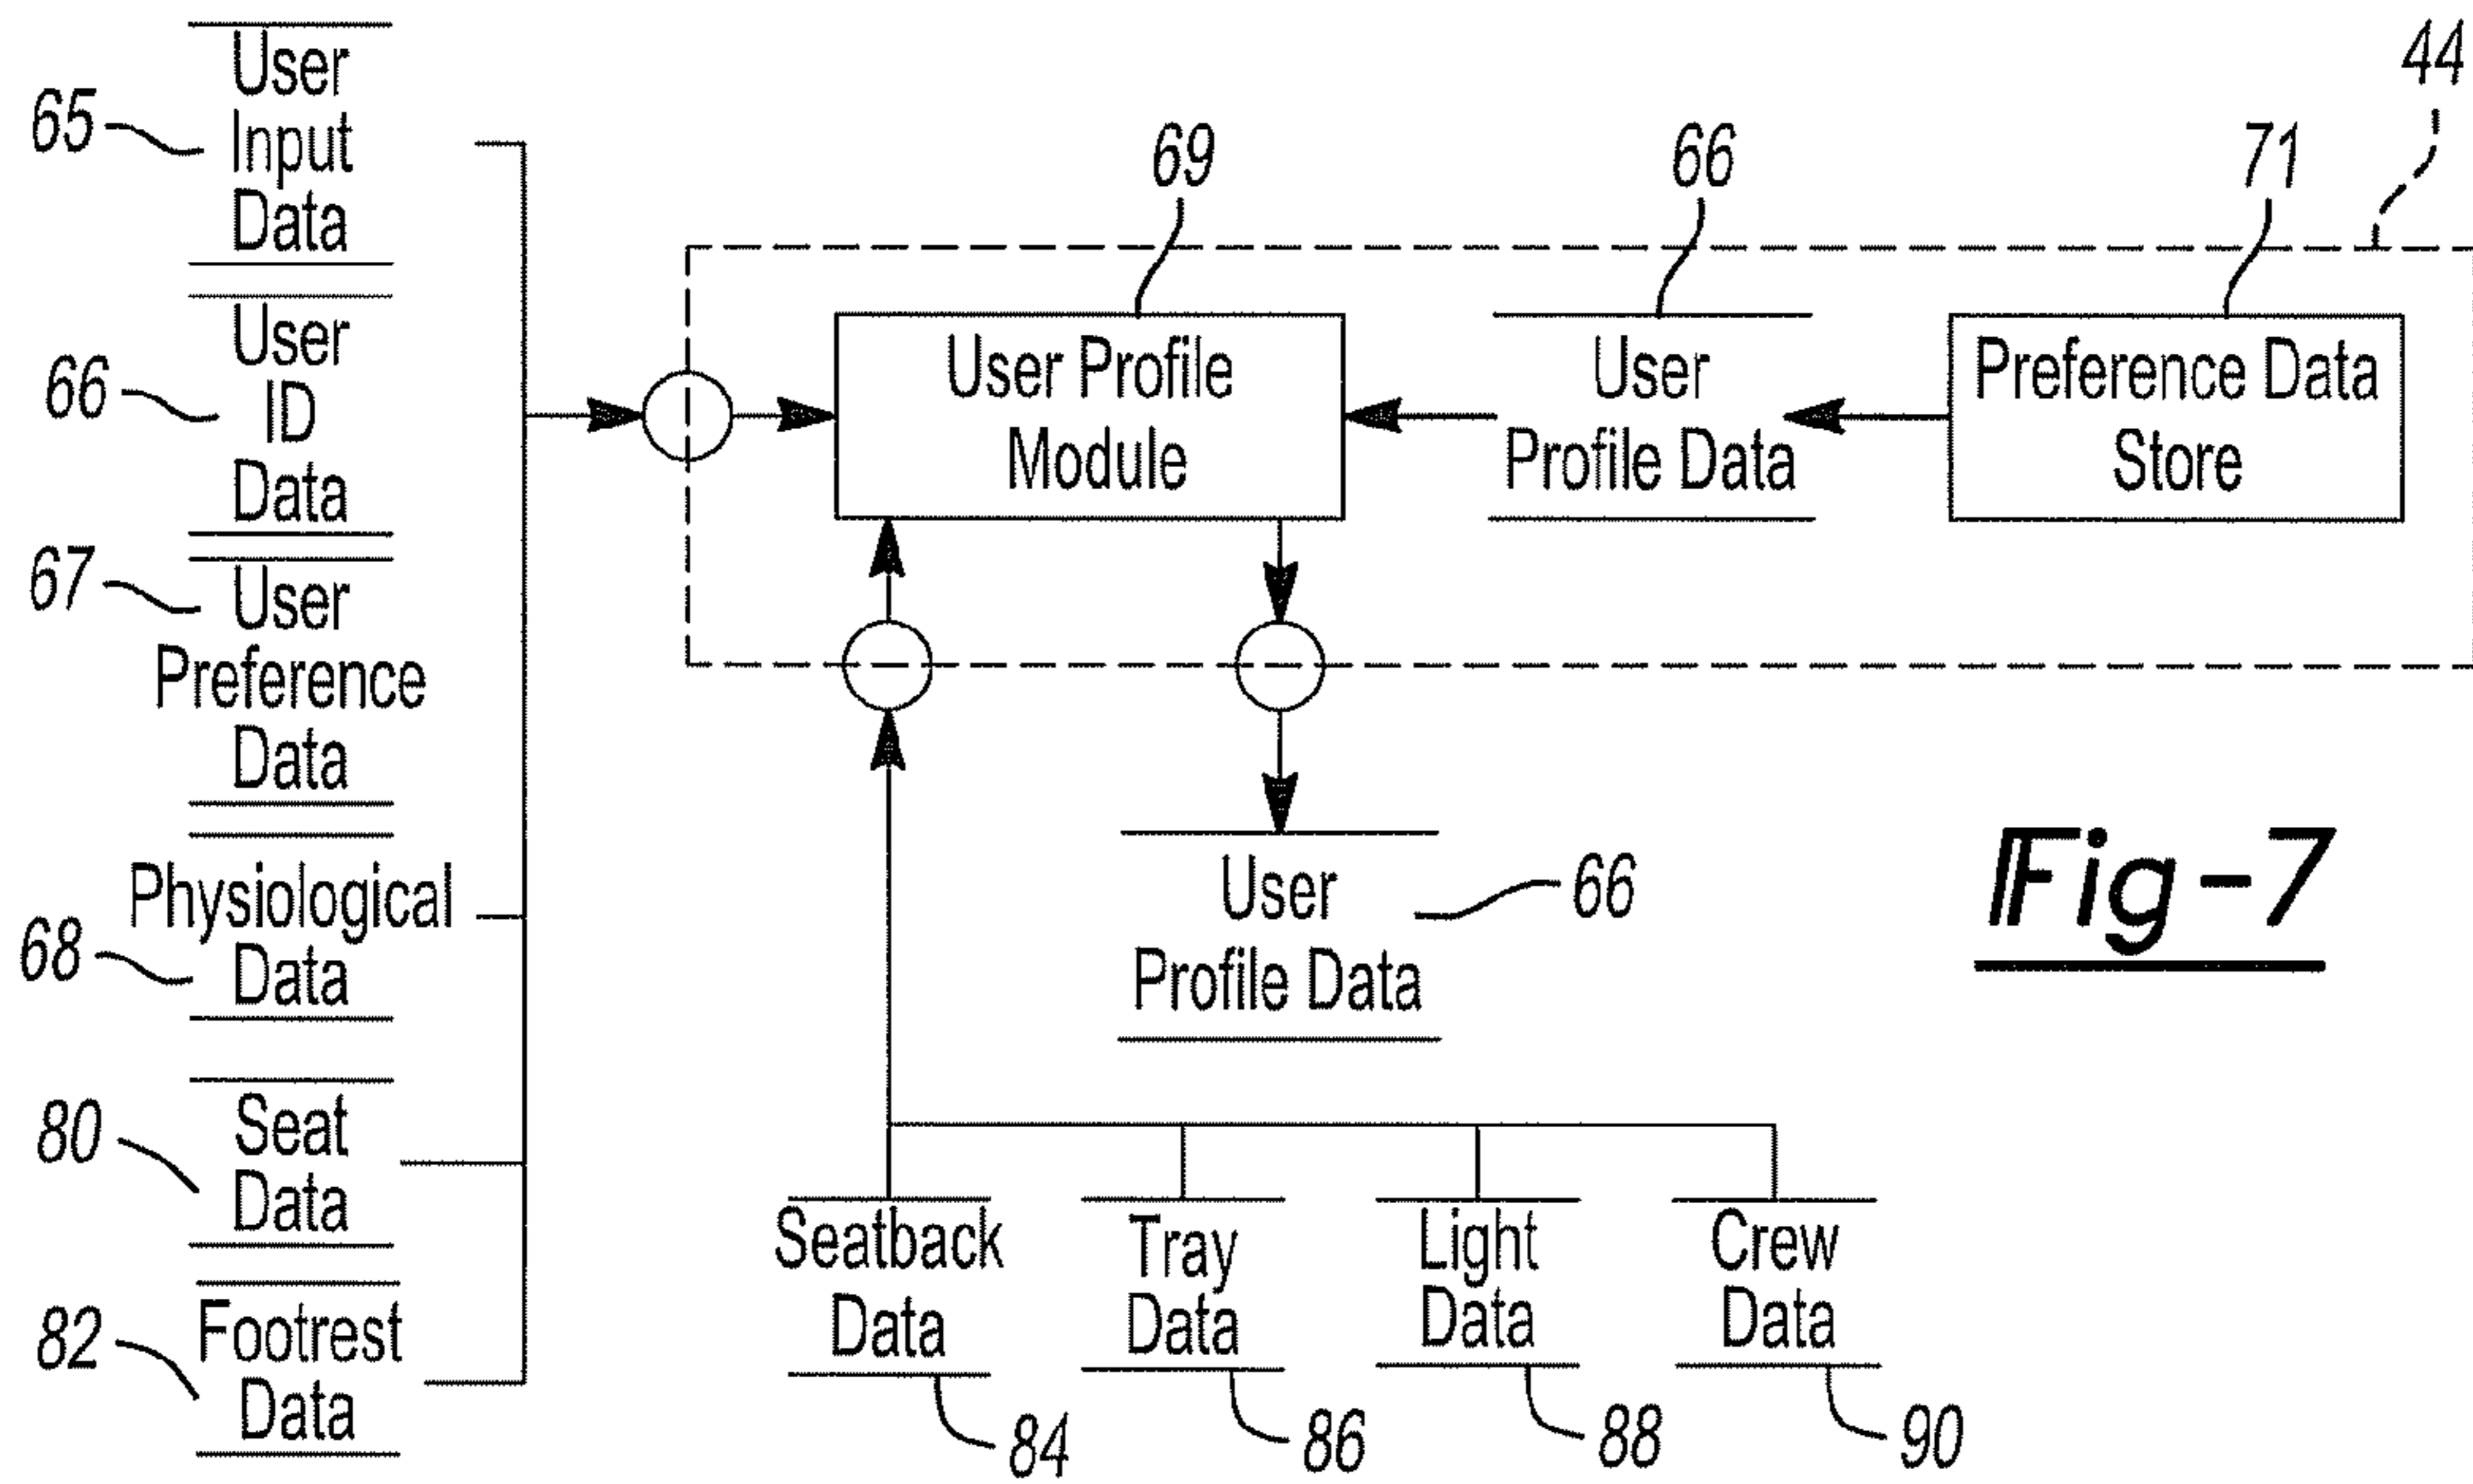 44
65
User
Input
Data
66
User
ID
Data
67
User
Preference
Data
68
Physiological
Data
80
Seat
Data
82
Footrest
Data
69
User Profile
Module
66
User
Profile Data
71
Preference Data
Store
User
Profile Data
66
Seatback
Data
84
Tray
Data
86
Light
Data
88
Crew
Data
90
Fig-7